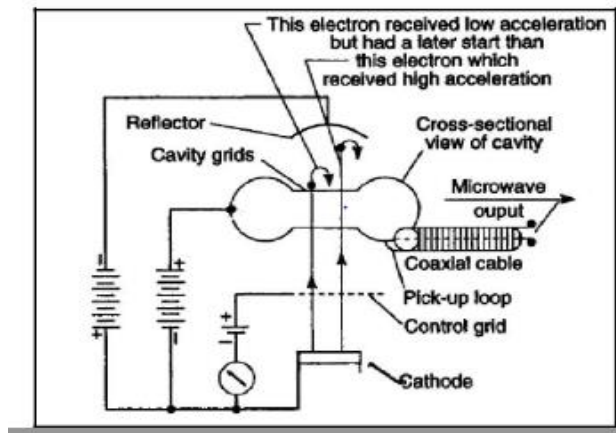 This electron received low acceleration
but had a later start than
this electron which
received high acceleration
Reflector
Cross-sectional
view of cavity
Cavity grids
Microwave
ouput
Coaxial cable
Pick-up loop
Control grid
Cathode
−
+
+
−
+
−